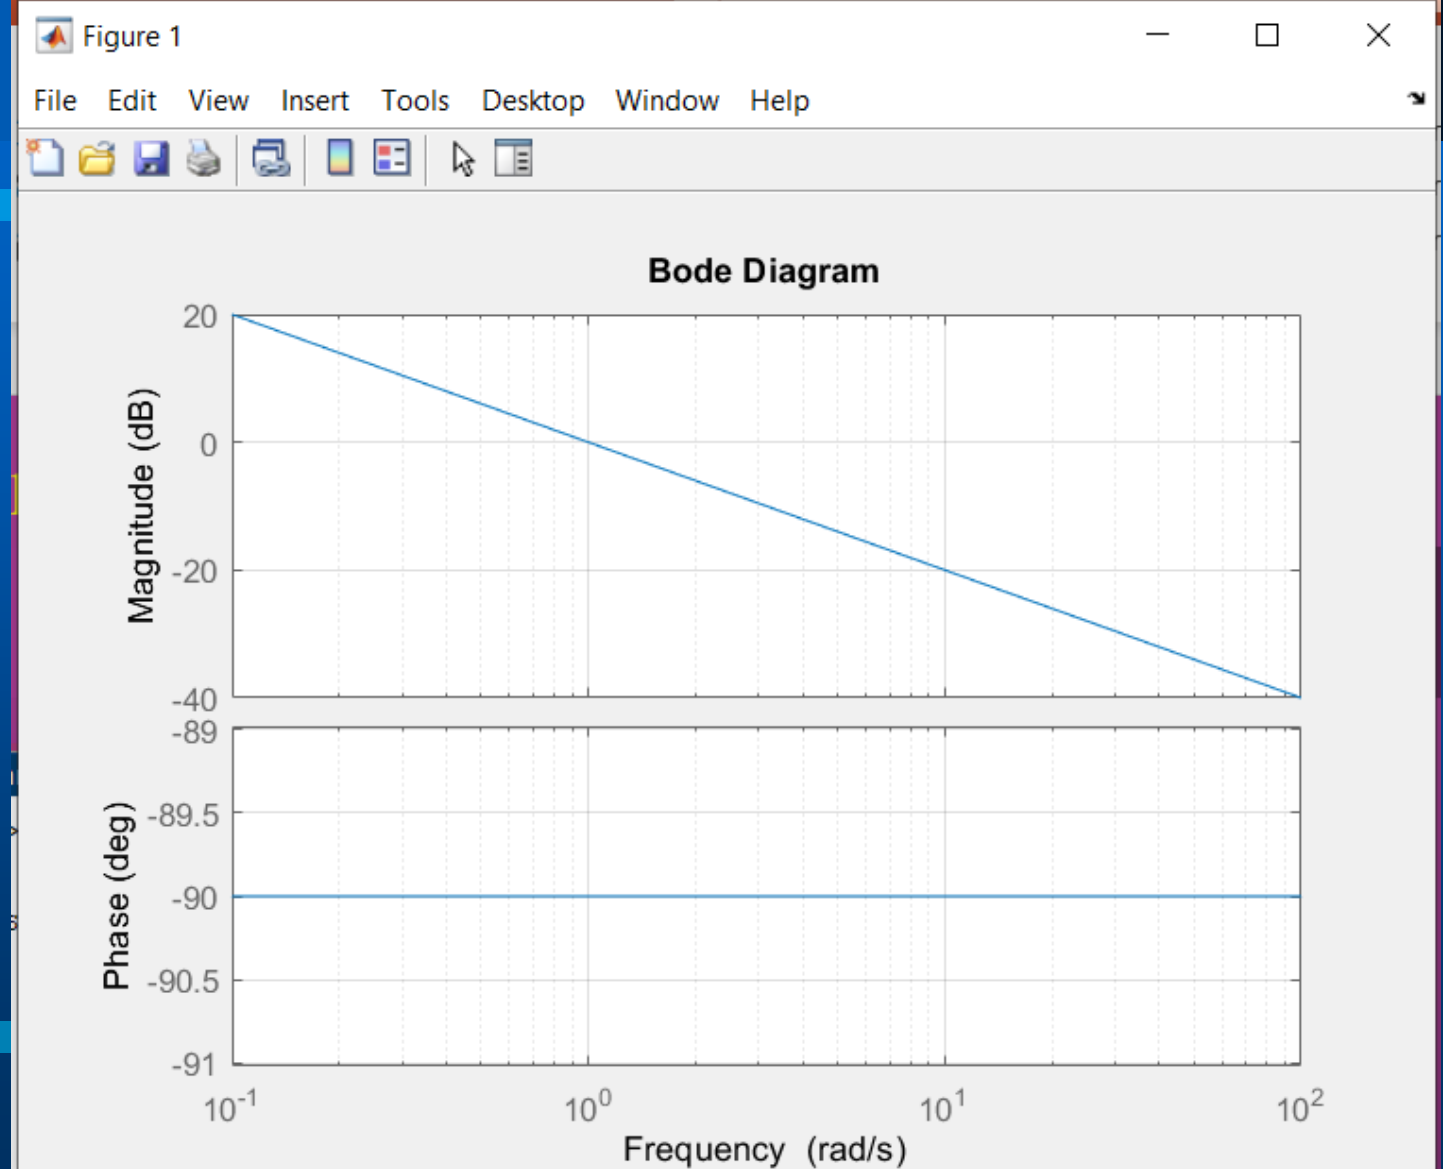 Figure 1
File Edit View Insert Tools Desktop Window Help
Bode Diagram
Magnitude (dB)
20
0
-20
-40
Phase (deg)
-89
-89.5
-90
-90.5
-91
10^-1 10^0 10^1 10^2
Frequency (rad/s)